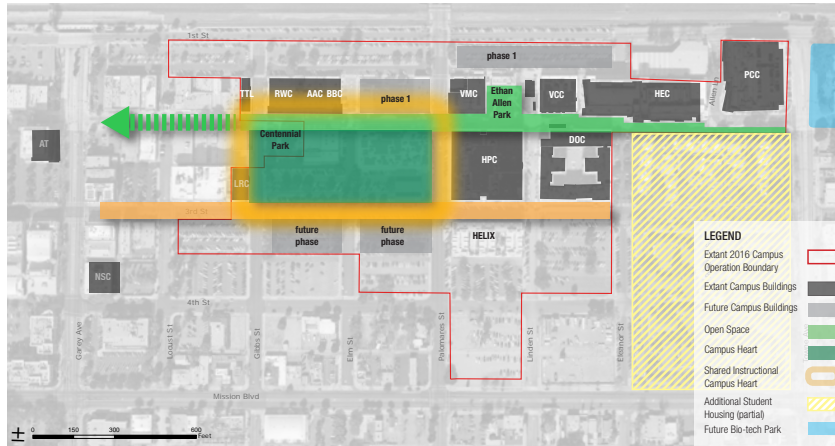 1st St
phase 1
PCC
TTL
RWC
AAC BBC
phase 1
VMC
Ethan
Allen
Park
VCC
HEC
Allen Ln
Centennial
Park
AT
LRC
HPC
DOC
3rd St
future
phase
future
phase
HELIX
NSC
4th St
Garey Ave
Locust St
Gibbs St
Elm St
Palomares St
Linden St
Eleanor St
Mission Blvd
LEGEND
Extant 2016 Campus
Operation Boundary
Extant Campus Buildings
Future Campus Buildings
Open Space
Campus Heart
Shared Instructional
Campus Heart
Additional Student
Housing (partial)
Future Bio-tech Park
0 150 300 600
Feet